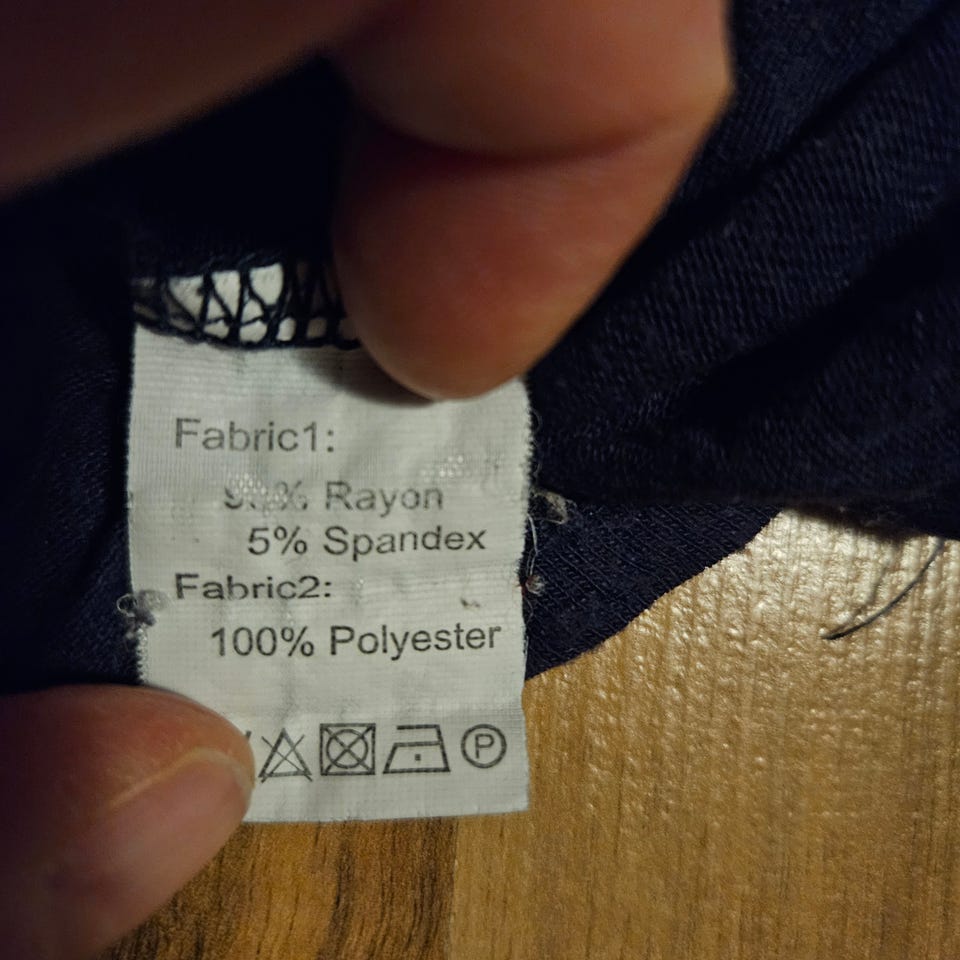 Fabric1:
Rayon
5% Spandex
Fabric2:
100% Polyester
P